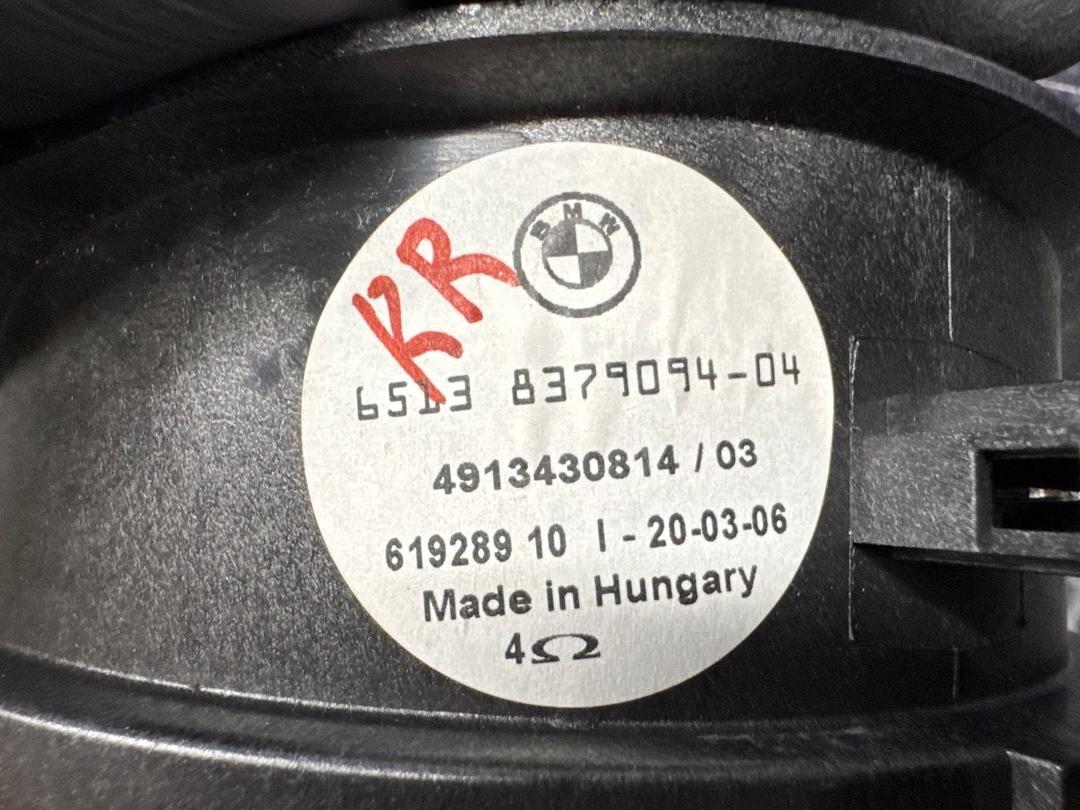 BMW
KR
6513 8379094-04
4913430814 / 03
619289 10 I - 20-03-06
Made in Hungary
4Ω